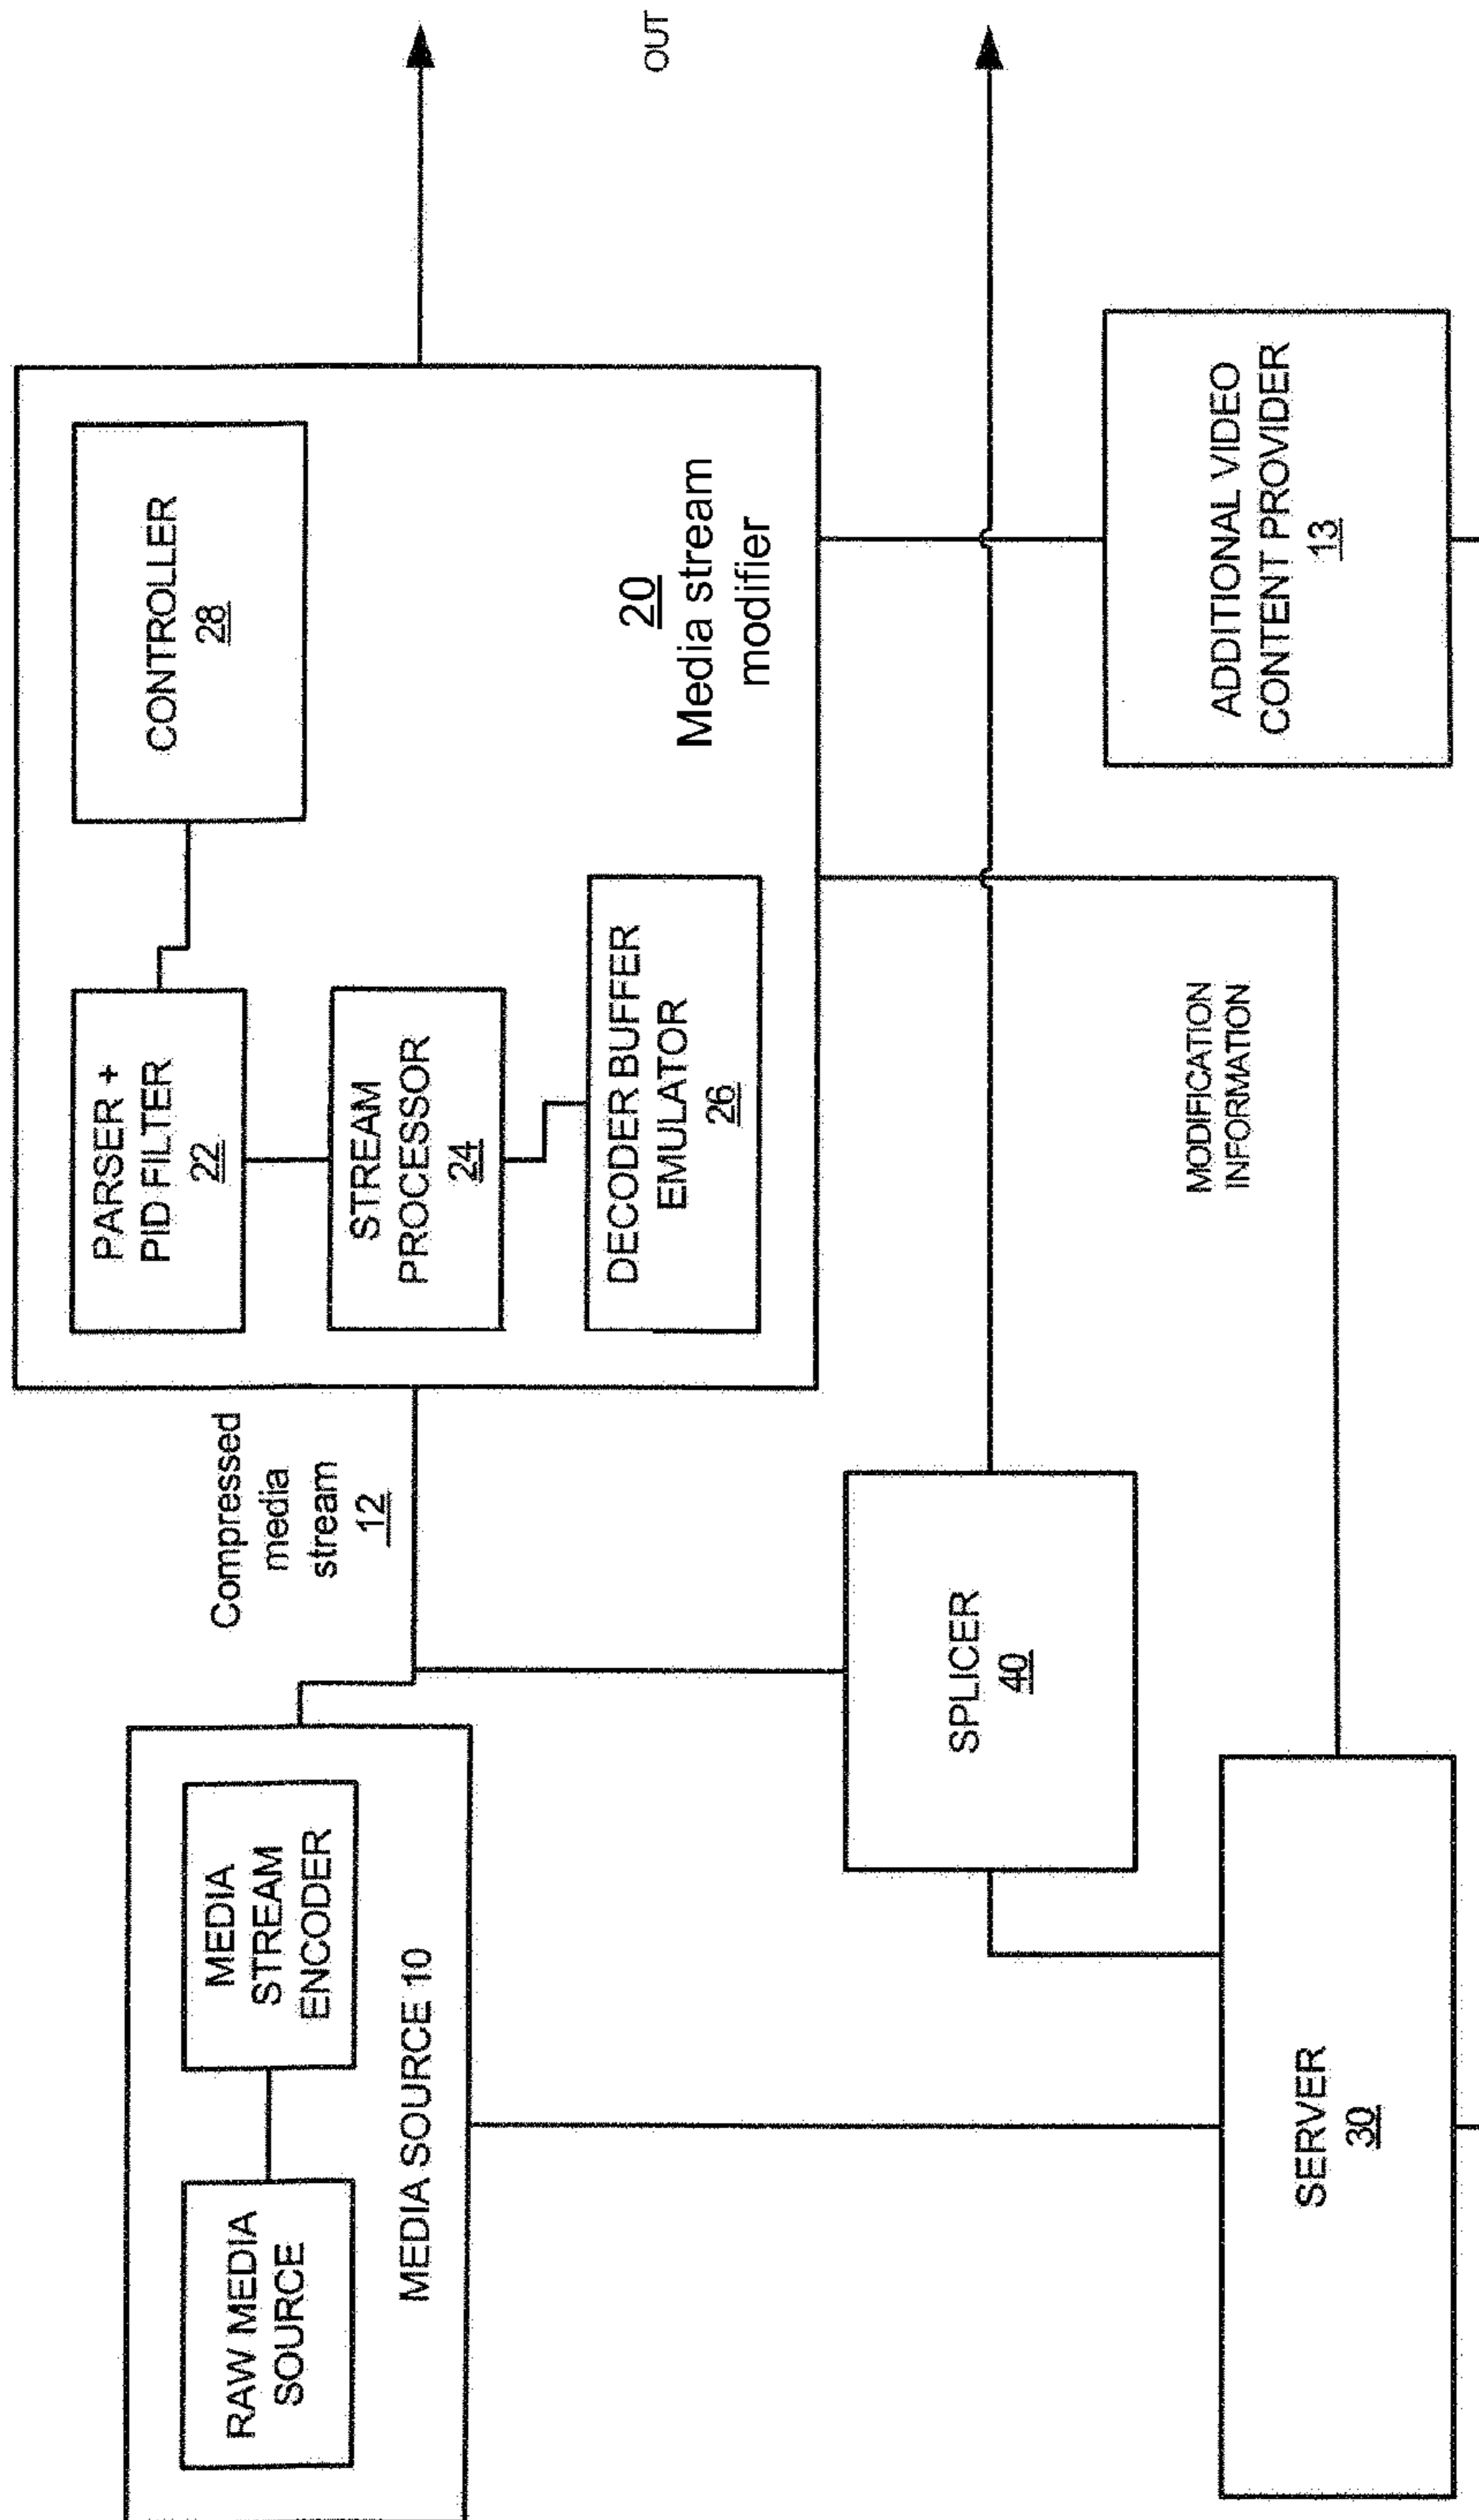 RAW MEDIA
SOURCE
MEDIA
STREAM
ENCODER
MEDIA SOURCE 10
Compressed
media
stream
12
PARSER +
PID FILTER
22
CONTROLLER
28
STREAM
PROCESSOR
24
DECODER BUFFER
EMULATOR
26
20
Media stream
modifier
OUT
SPLICER
40
MODIFICATION
INFORMATION
SERVER
30
ADDITIONAL VIDEO
CONTENT PROVIDER
13